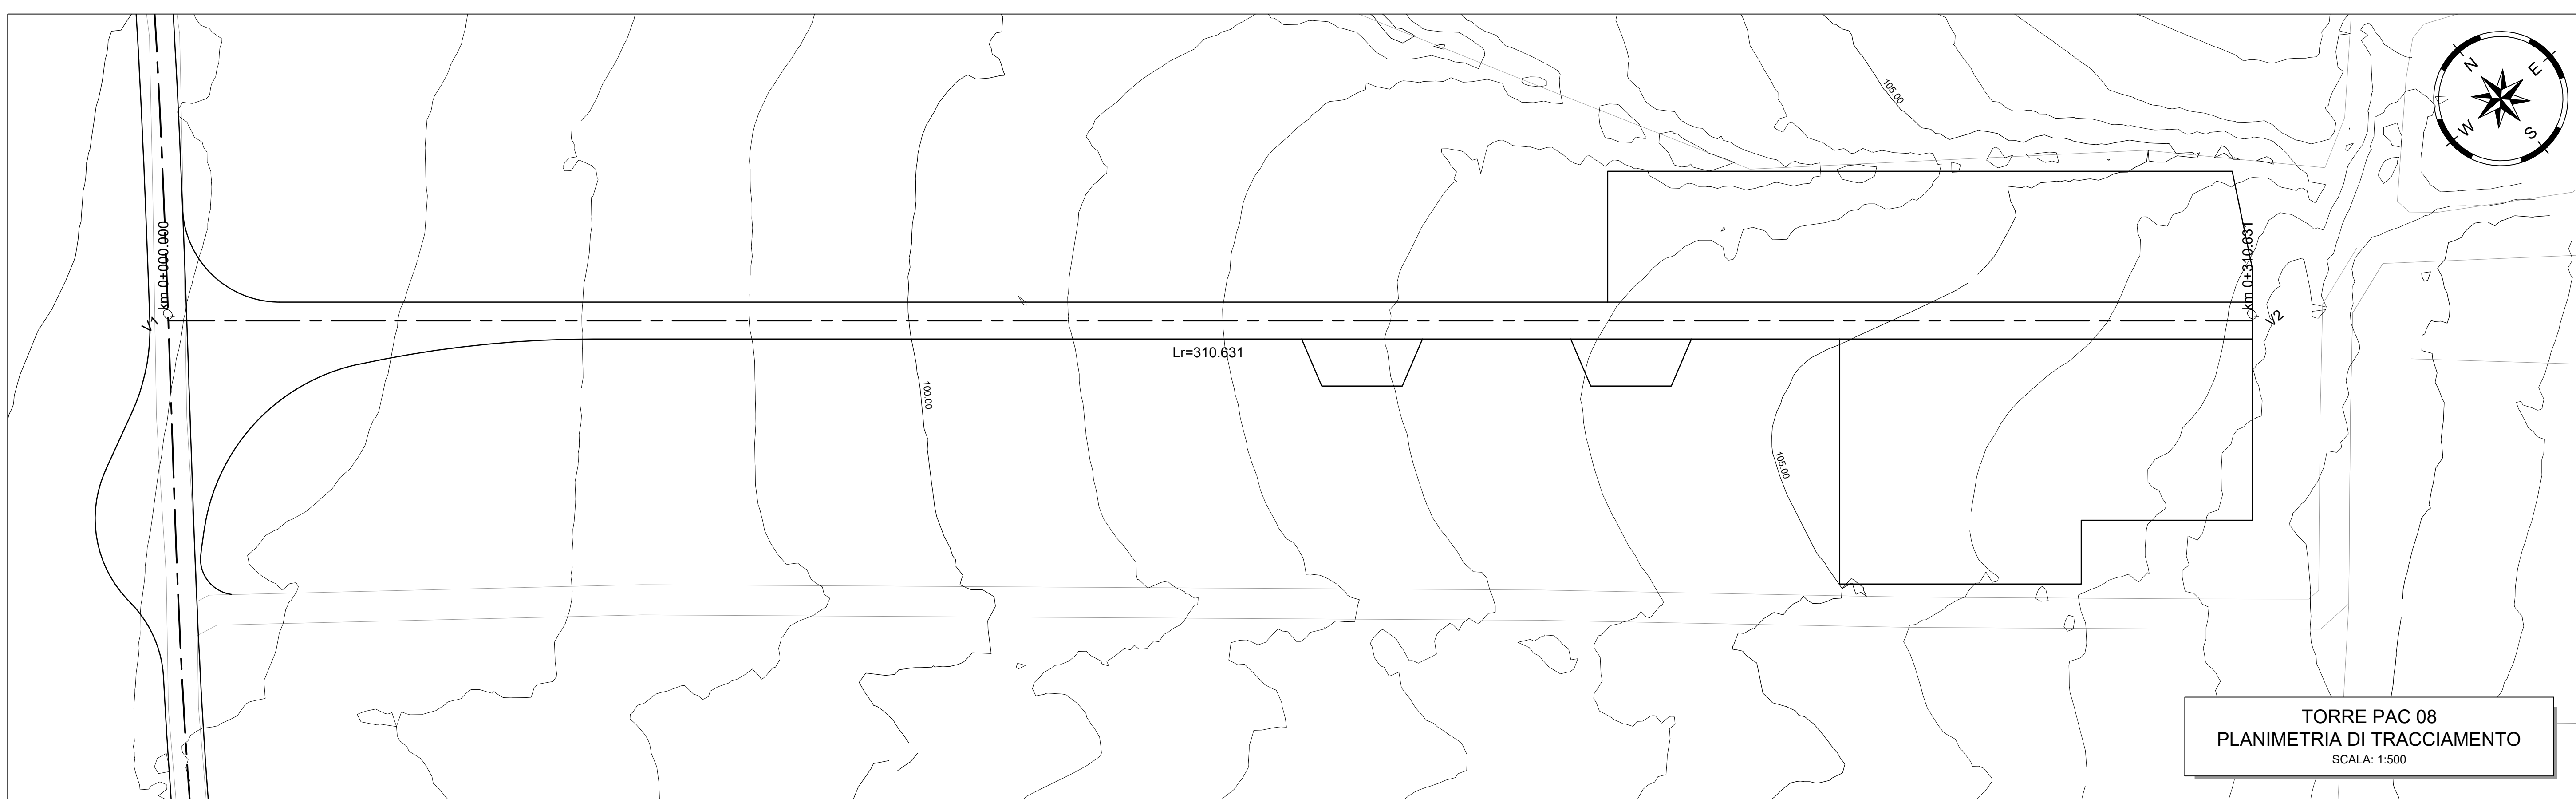 N
E
S
W
105.00
km 0+000.000
km 0+310.631
V1
V2
Lr=310.631
100.00
105.00
TORRE PAC 08
PLANIMETRIA DI TRACCIAMENTO
SCALA: 1:500